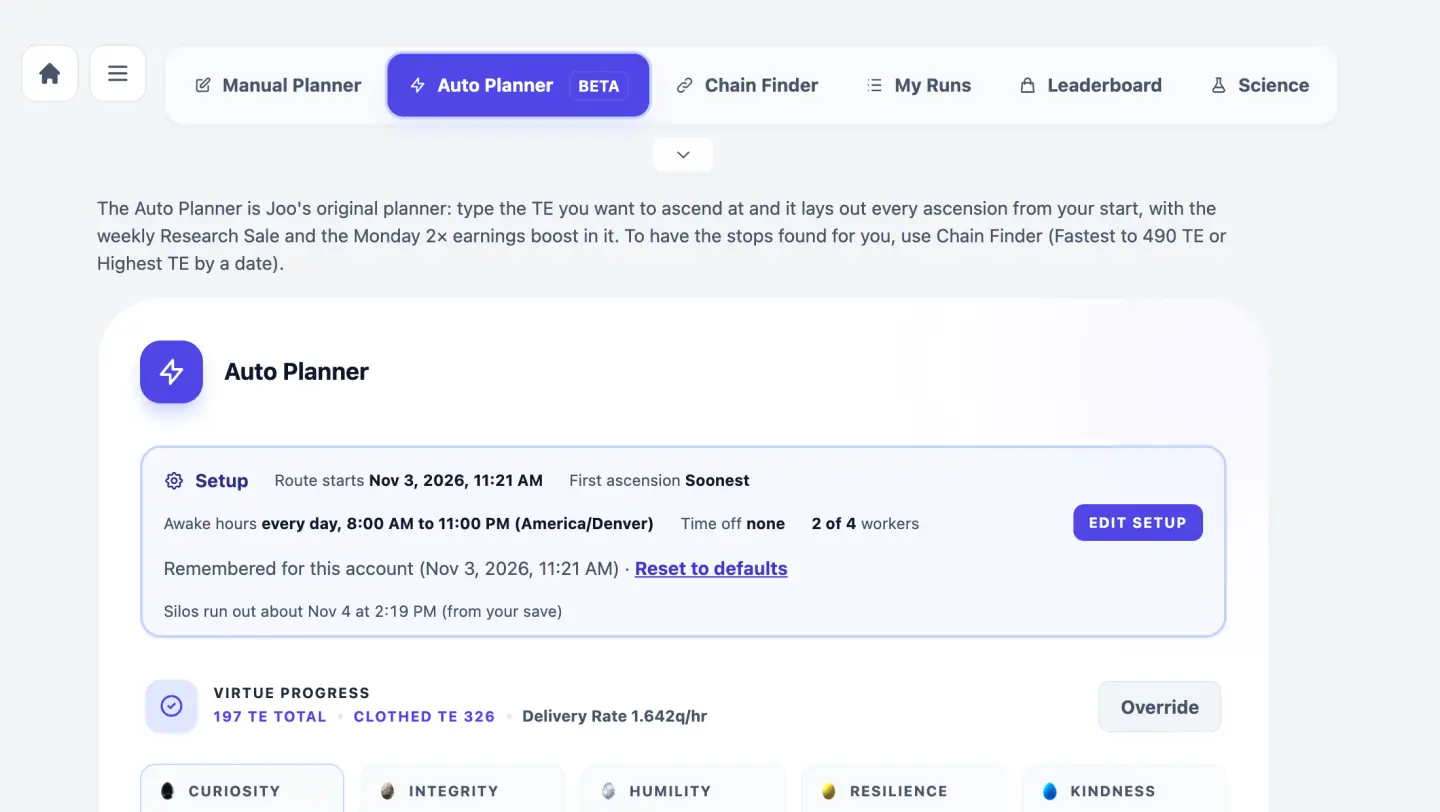 Manual Planner
Auto Planner BETA
Chain Finder
My Runs
Leaderboard
Science
The Auto Planner is Joo's original planner: type the TE you want to ascend at and it lays out every ascension from your start, with the
weekly Research Sale and the Monday 2× earnings boost in it. To have the stops found for you, use Chain Finder (Fastest to 490 TE or
Highest TE by a date).
Auto Planner
Setup Route starts Nov 3, 2026, 11:21 AM First ascension Soonest
Awake hours every day, 8:00 AM to 11:00 PM (America/Denver) Time off none 2 of 4 workers
EDIT SETUP
Remembered for this account (Nov 3, 2026, 11:21 AM) · Reset to defaults
Silos run out about Nov 4 at 2:19 PM (from your save)
VIRTUE PROGRESS
197 TE TOTAL • CLOTHED TE 326 • Delivery Rate 1.642q/hr
Override
CURIOSITY
INTEGRITY
HUMILITY
RESILIENCE
KINDNESS